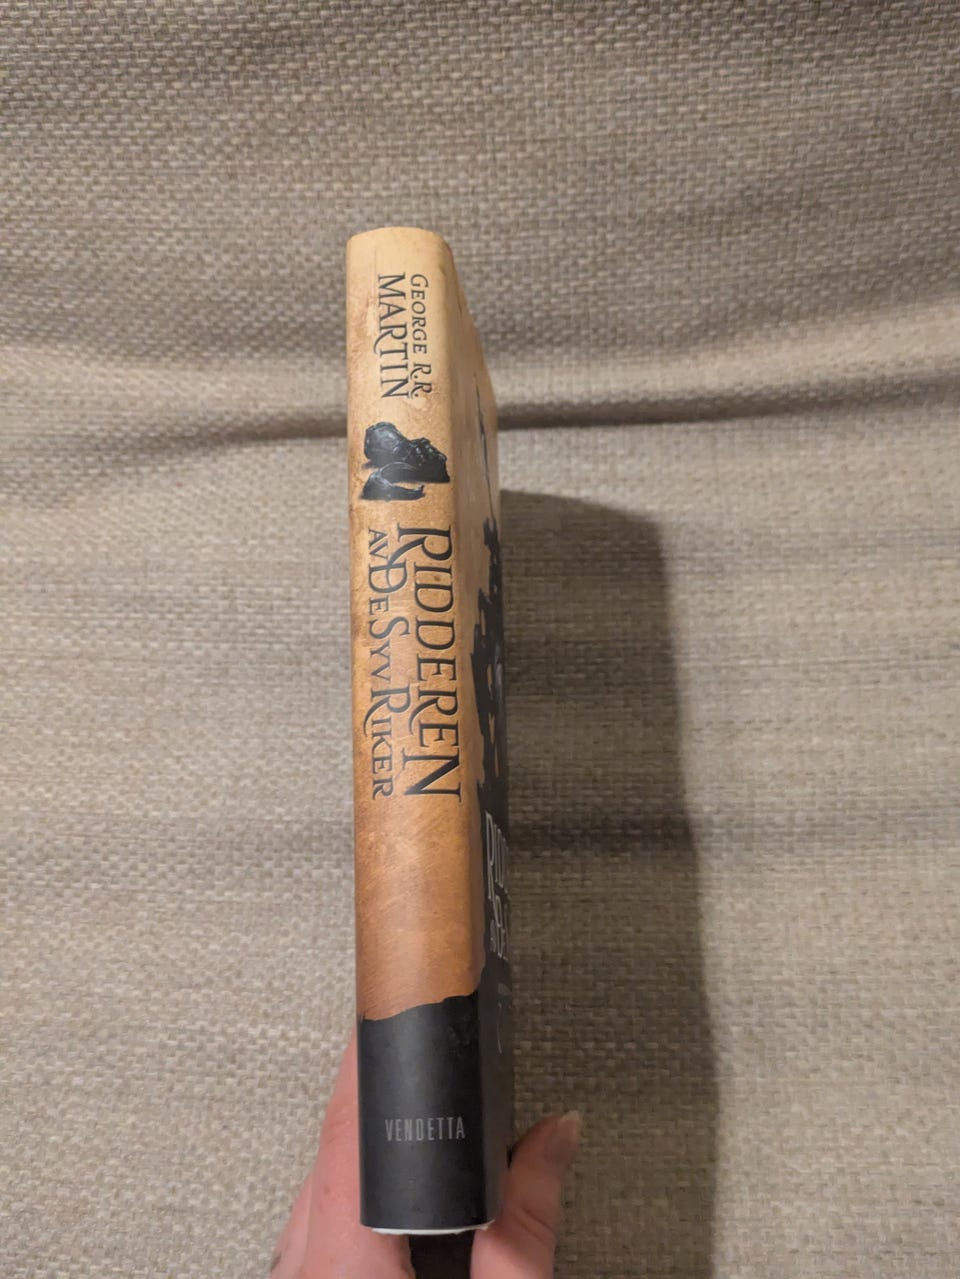 GEORGE R.R.
MARTIN
RIDDEREN
AV DE SYV RIKER
VENDETTA